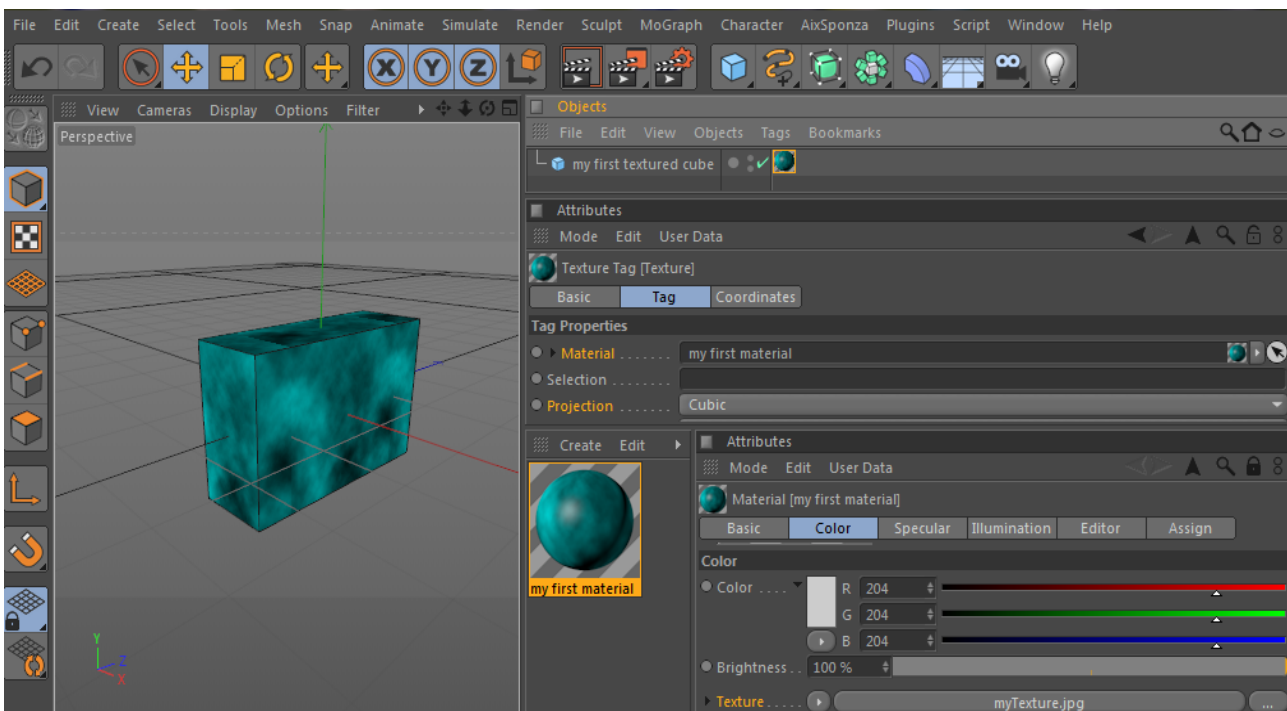 File Edit Create Select Tools Mesh Snap Animate Simulate Render Sculpt MoGraph Character AixSponza Plugins Script Window Help
X Y Z
View Cameras Display Options Filter
Perspective
Y
Z
X
Objects
File Edit View Objects Tags Bookmarks
my first textured cube
Attributes
Mode Edit User Data
Texture Tag [Texture]
Basic Tag Coordinates
Tag Properties
Material ....... my first material
Selection ........
Projection ....... Cubic
Create Edit
my first material
Attributes
Mode Edit User Data
Material [my first material]
Basic Color Specular Illumination Editor Assign
Color
Color .... R 204
G 204
B 204
Brightness.. 100 %
Texture ..... myTexture.jpg ...